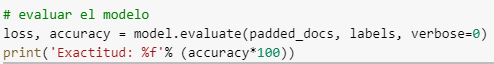 # evaluar el modelo
loss, accuracy = model.evaluate(padded_docs, labels, verbose=0)
print('Exactitud: %f'% (accuracy*100))